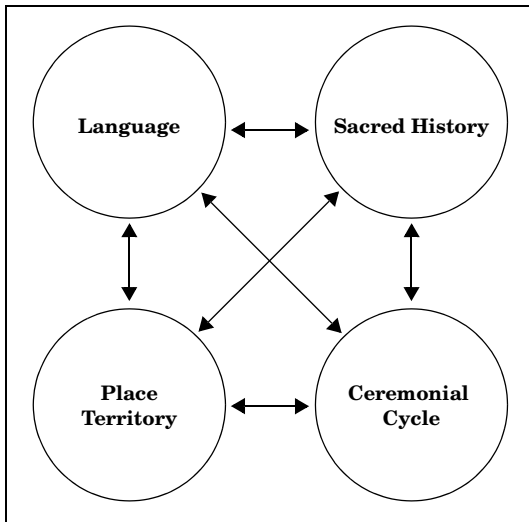 Language
Sacred History
Place
Territory
Ceremonial
Cycle